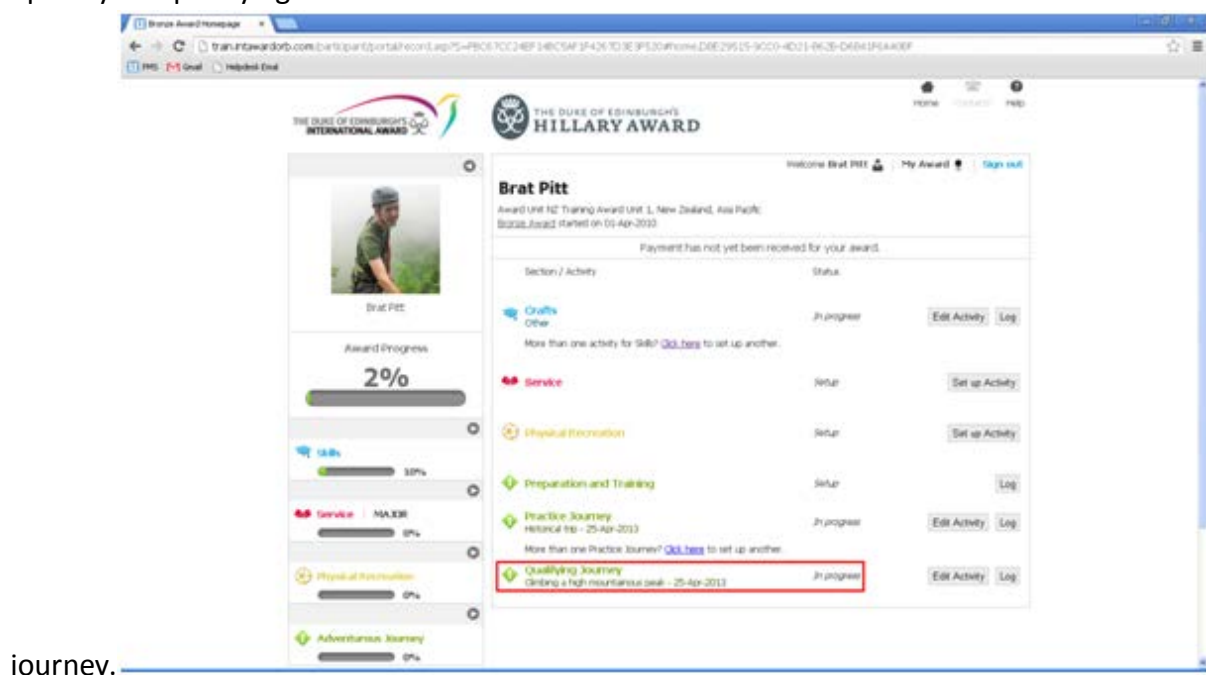 Bronze Award Homepage
PMS Gmail Helpdesk Email
THE DUKE OF EDINBURGH'S
INTERNATIONAL AWARD
THE DUKE OF EDINBURGH'S
HILLARY AWARD
Home Help
Welcome Brat Pitt My Award Sign out
Brat Pitt
Award Unit NZ Training Award Unit 1, New Zealand, Asia Pacific
Bronze Award started on 01-Apr-2010
Payment has not yet been received for your award.
Section / Activity Status
Brat Pitt
Crafts In progress Edit Activity Log
Other
More than one activity for Skills? Click here to set up another.
Award Progress
2%
Service Setup Set up Activity
Physical Recreation Setup Set up Activity
Skills
10%
Preparation and Training Setup Log
Service MAJOR
0%
Practice Journey In progress Edit Activity Log
Historical trip - 25-Apr-2013
More than one Practice Journey? Click here to set up another.
Qualifying Journey In progress Edit Activity Log
Climbing a high mountainous peak - 25-Apr-2013
Physical Recreation
0%
Adventurous Journey
0%
journey.